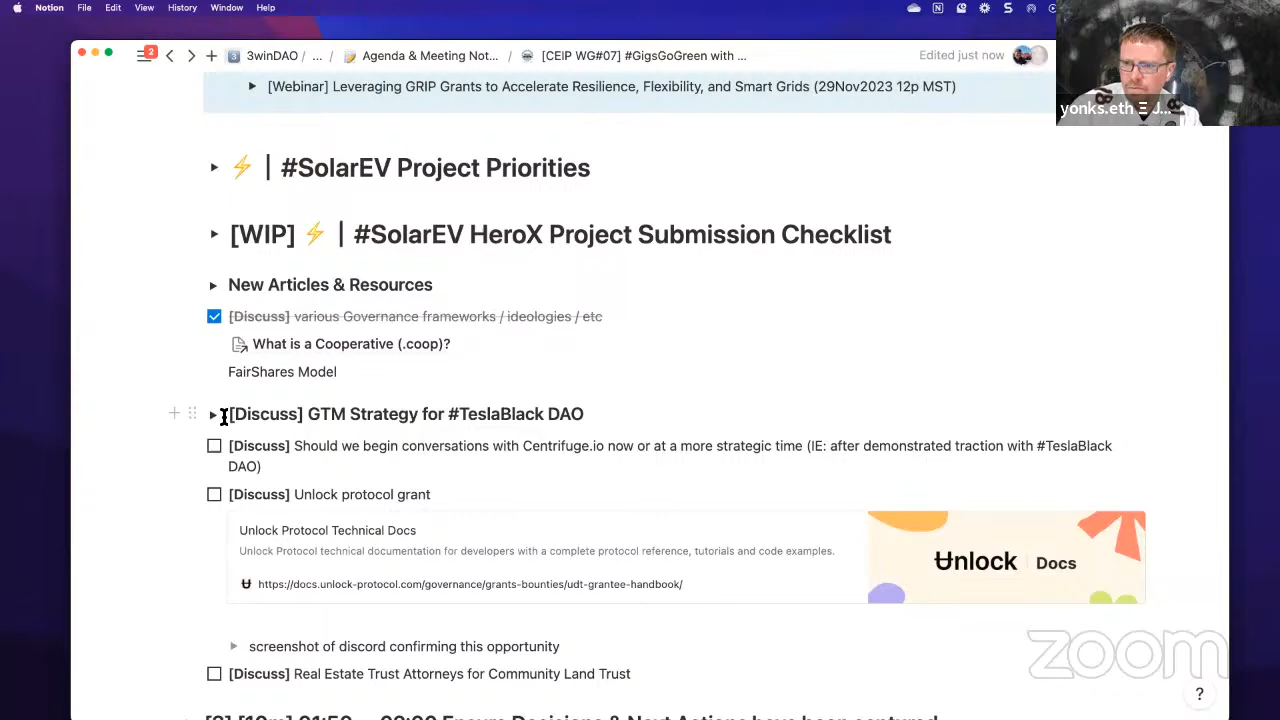 Notion File Edit View History Window Help
2
3winDAO / ... / Agenda & Meeting Not... / [CEIP WG#07] #GigsGoGreen with ...
Edited just now
[Webinar] Leveraging GRIP Grants to Accelerate Resilience, Flexibility, and Smart Grids (29Nov2023 12p MST)
yonks.eth Ξ J...
⚡ | #SolarEV Project Priorities
[WIP] ⚡ | #SolarEV HeroX Project Submission Checklist
New Articles & Resources
[Discuss] various Governance frameworks / ideologies / etc
What is a Cooperative (.coop)?
FairShares Model
[Discuss] GTM Strategy for #TeslaBlack DAO
[Discuss] Should we begin conversations with Centrifuge.io now or at a more strategic time (IE: after demonstrated traction with #TeslaBlack
DAO)
[Discuss] Unlock protocol grant
Unlock Protocol Technical Docs
Unlock Protocol technical documentation for developers with a complete protocol reference, tutorials and code examples.
https://docs.unlock-protocol.com/governance/grants-bounties/udt-grantee-handbook/
Unlock | Docs
screenshot of discord confirming this opportunity
zoom
[Discuss] Real Estate Trust Attorneys for Community Land Trust
?